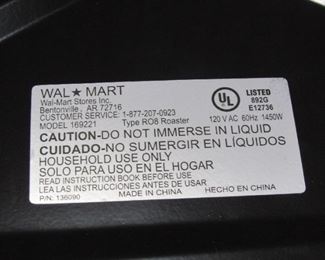 WAL★MART
Wal-Mart Stores Inc.
Bentonville, AR 72716
CUSTOMER SERVICE: 1-877-207-0923
MODEL 169221 Type RO8 Roaster
UL
LISTED
892G
E12736
120 V AC 60Hz 1450W
CAUTION-DO NOT IMMERSE IN LIQUID
CUIDADO-NO SUMERGIR EN LÍQUIDOS
HOUSEHOLD USE ONLY
SOLO PARA USO EN EL HOGAR
READ INSTRUCTION BOOK BEFORE USE
LEA LAS INSTRUCCIONES ANTES DE USAR
P/N: 136090 MADE IN CHINA HECHO EN CHINA